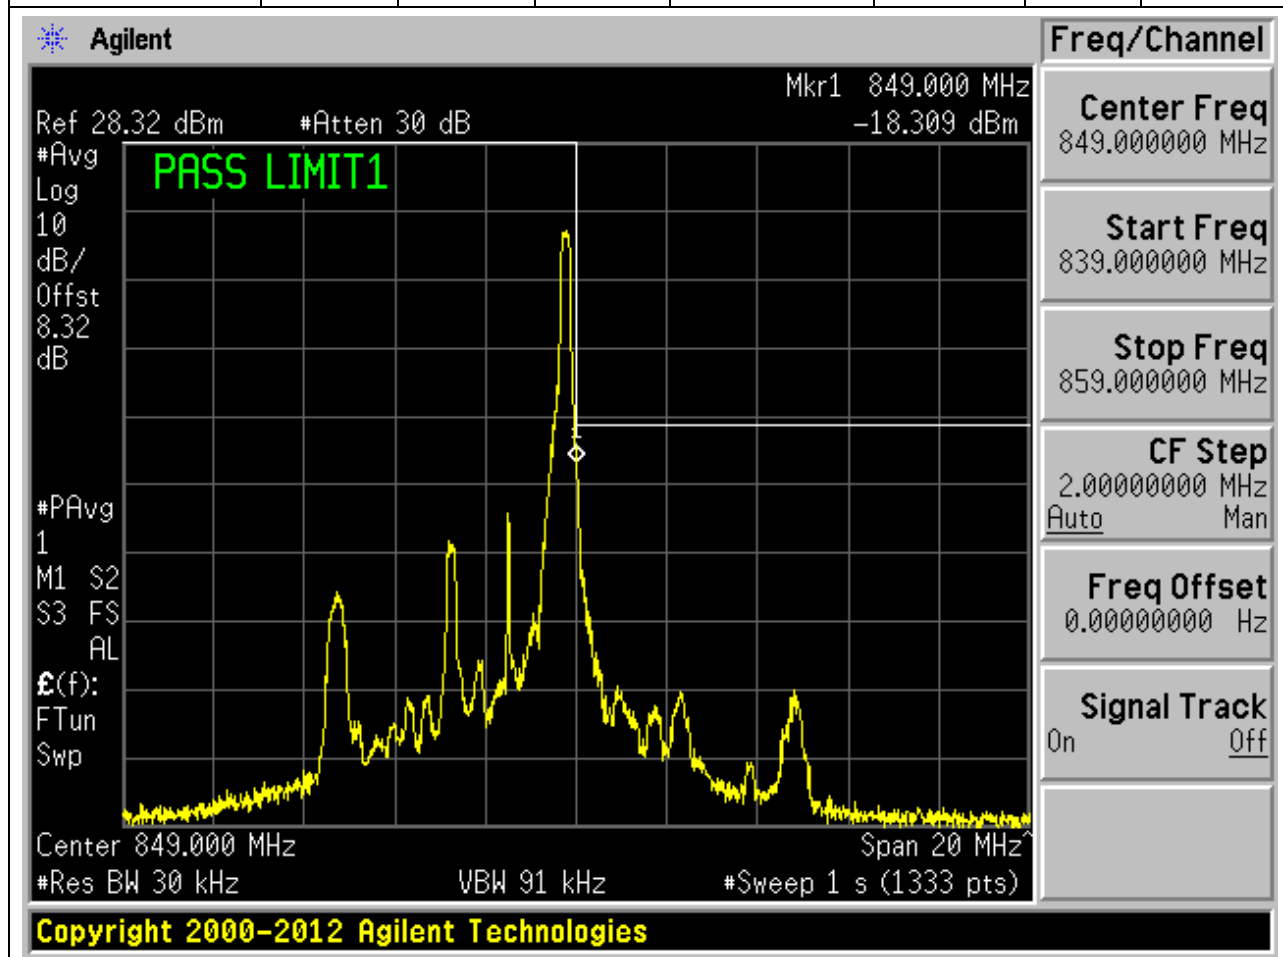 Agilent
Freq/Channel
Mkr1 849.000 MHz
Ref 28.32 dBm #Atten 30 dB -18.309 dBm
#Avg
Log
10
dB/
Offst
8.32
dB
PASS LIMIT1
1
#PAvg
1
M1 S2
S3 FS
AL
£(f):
FTun
Swp
Center 849.000 MHz Span 20 MHz^
#Res BW 30 kHz VBW 91 kHz #Sweep 1 s (1333 pts)
Center Freq
849.000000 MHz
Start Freq
839.000000 MHz
Stop Freq
859.000000 MHz
CF Step
2.00000000 MHz
Auto Man
Freq Offset
0.00000000 Hz
Signal Track
On Off
Copyright 2000-2012 Agilent Technologies